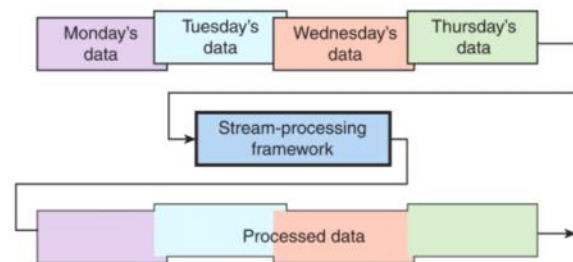 Monday's
data
Tuesday's
data
Wednesday's
data
Thursday's
data
Stream-processing
framework
Processed data